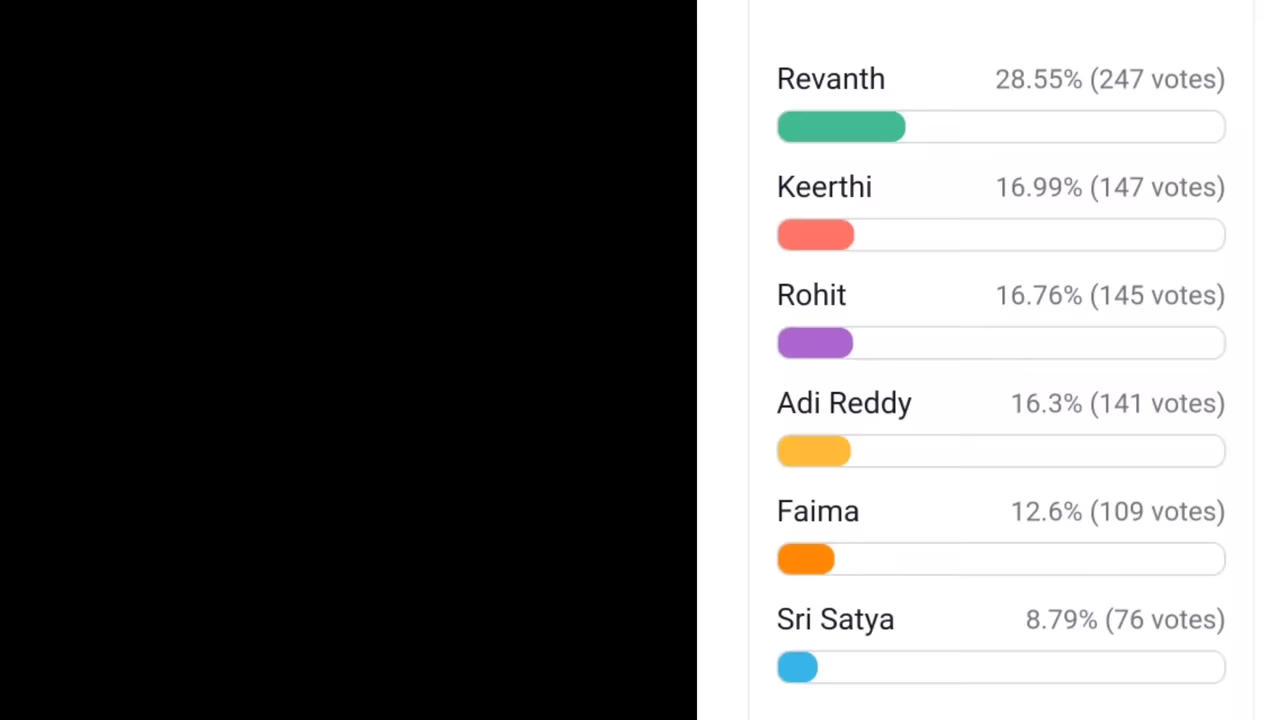 Revanth 28.55% (247 votes)
Keerthi 16.99% (147 votes)
Rohit 16.76% (145 votes)
Adi Reddy 16.3% (141 votes)
Faima 12.6% (109 votes)
Sri Satya 8.79% (76 votes)